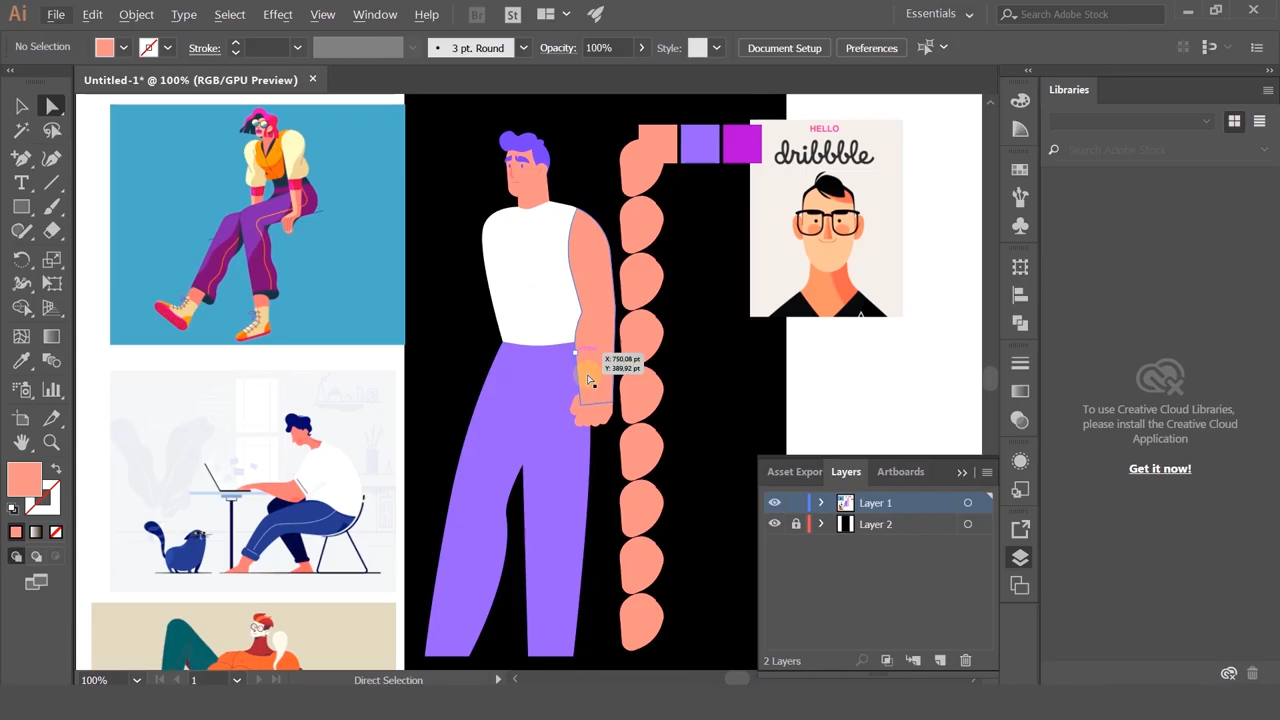 Ai File Edit Object Type Select Effect View Window Help Br St Essentials Search Adobe Stock
No Selection Stroke: 3 pt. Round Opacity: 100% Style: Document Setup Preferences
Untitled-1* @ 100% (RGB/GPU Preview)
Libraries
Search Adobe Stock
HELLO
dribbble
X: 750,08 pt
Y: 389,92 pt
To use Creative Cloud Libraries,
please install the Creative Cloud
Application
Get it now!
Asset Expor Layers Artboards
Layer 1
Layer 2
2 Layers
100% 1 Direct Selection